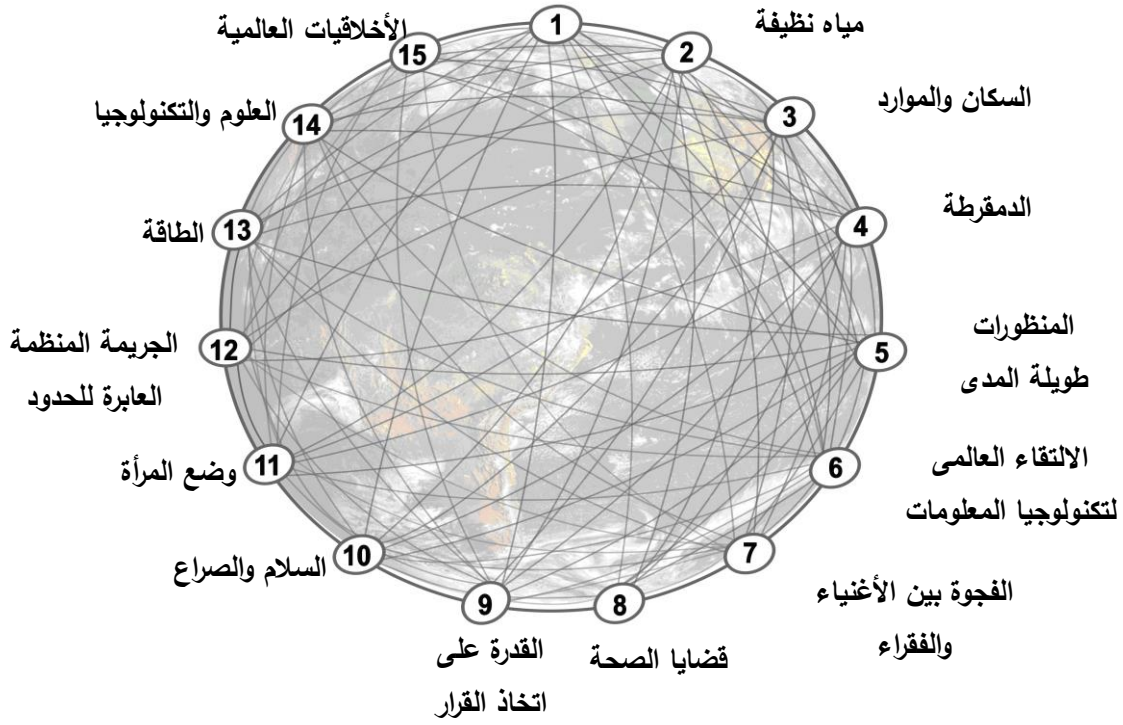 1
2
مياه نظيفة
3
السكان والموارد
4
الدمقرطة
5
المنظورات
طويلة المدى
6
الالتقاء العالمى
لتكنولوجيا المعلومات
7
الفجوة بين الأغنياء
والفقراء
8
قضايا الصحة
9
القدرة على
اتخاذ القرار
10
السلام والصراع
11
وضع المرأة
12
الجريمة المنظمة
العابرة للحدود
13
الطاقة
14
العلوم والتكنولوجيا
15
الأخلاقيات العالمية